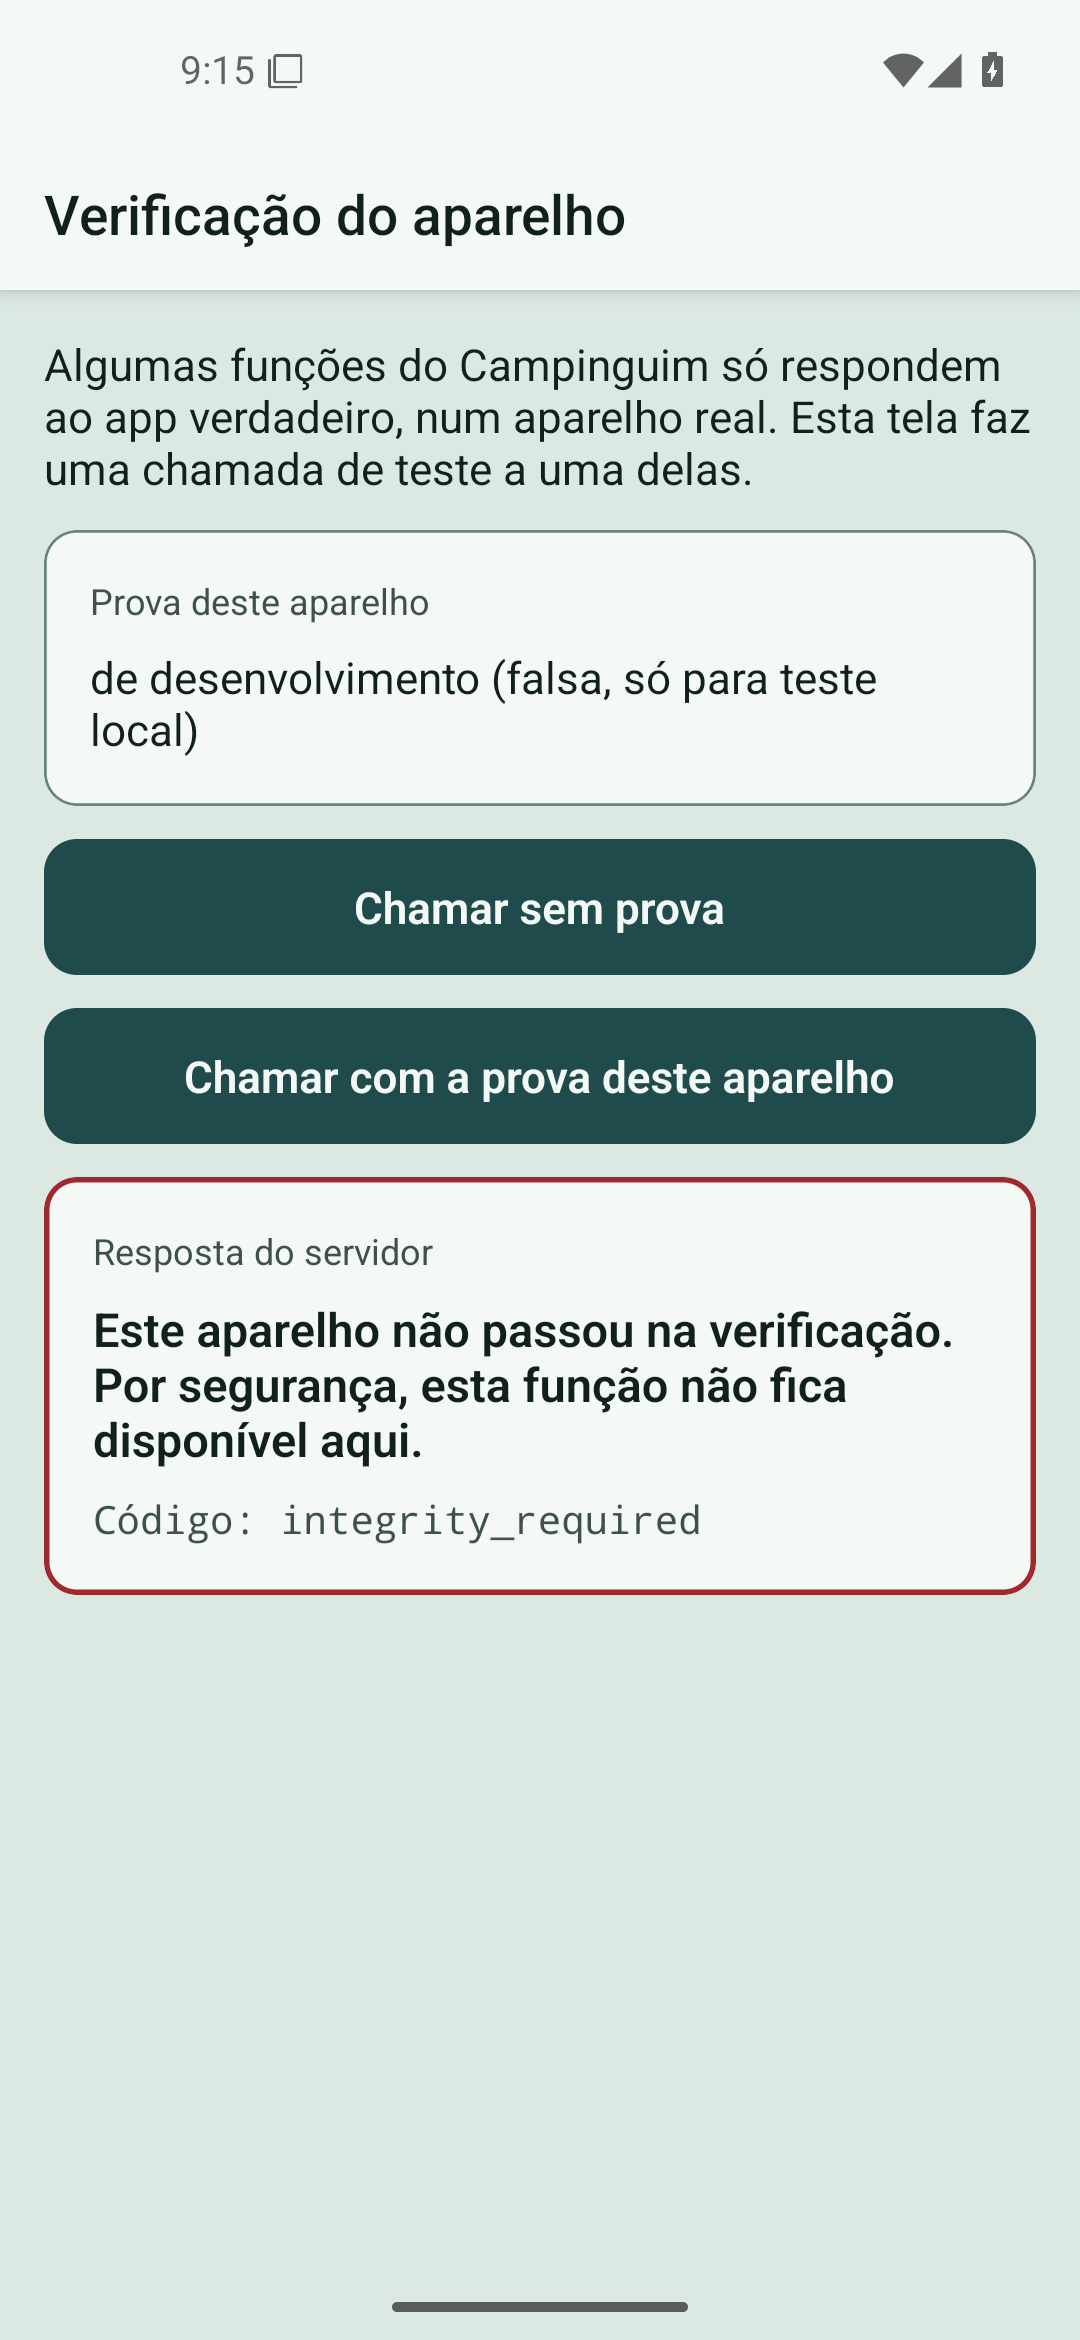 9:15
Verificação do aparelho
Algumas funções do Campinguim só respondem
ao app verdadeiro, num aparelho real. Esta tela faz
uma chamada de teste a uma delas.
Prova deste aparelho
de desenvolvimento (falsa, só para teste
local)
Chamar sem prova
Chamar com a prova deste aparelho
Resposta do servidor
Este aparelho não passou na verificação.
Por segurança, esta função não fica
disponível aqui.
Código: integrity_required